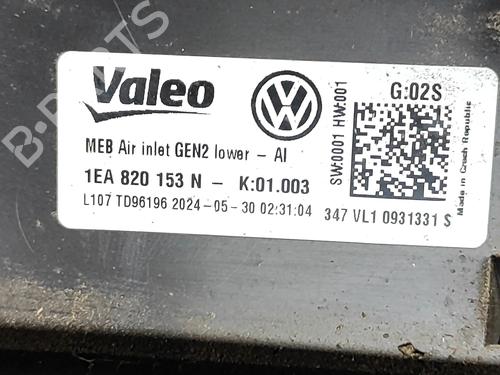 Valeo
G:02S
SW:0001 HW:001
Made in Czech Republic
MEB Air inlet GEN2 lower - AI
1EA 820 153 N - K:01.003
L107 TD96196 2024-05-30 02:31:04
347 VL1 0931331 S
B-PARTS